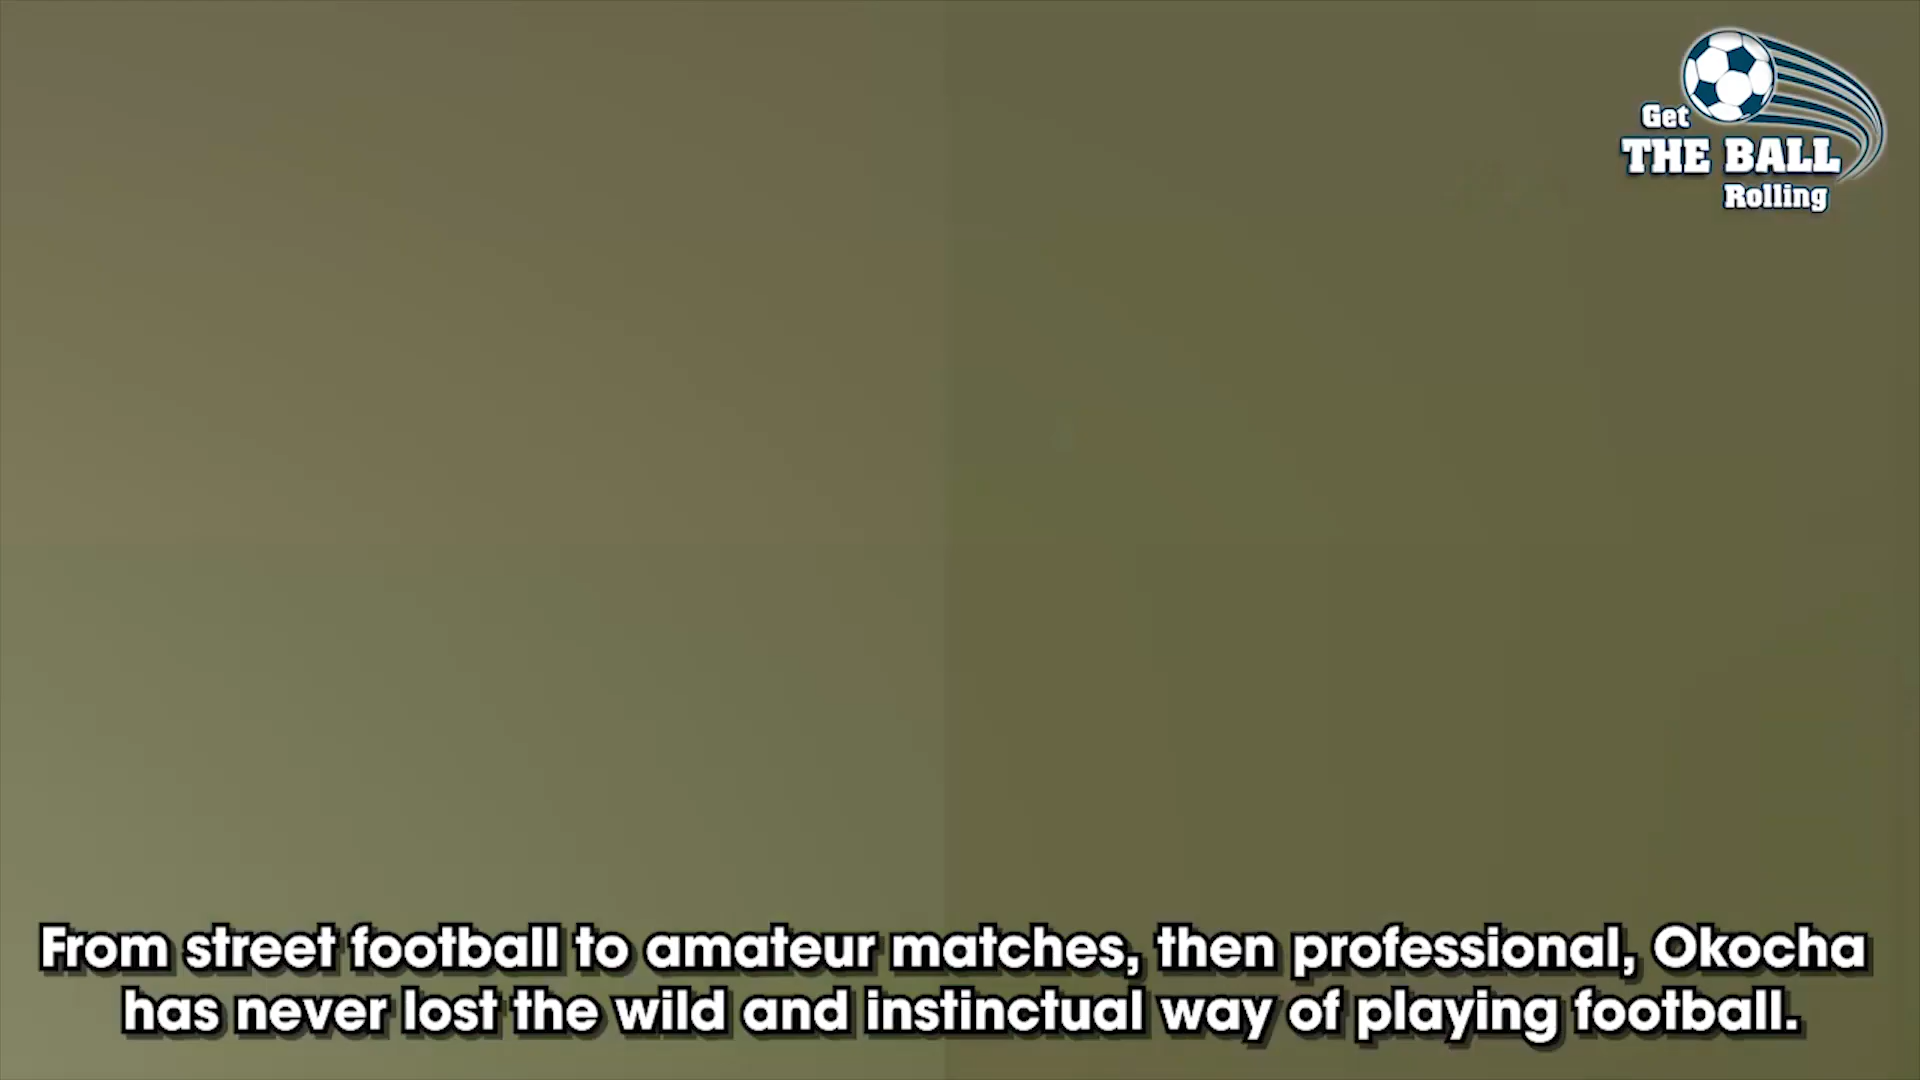 Get
THE BALL
Rolling
From street football to amateur matches, then professional, Okocha
has never lost the wild and instinctual way of playing football.